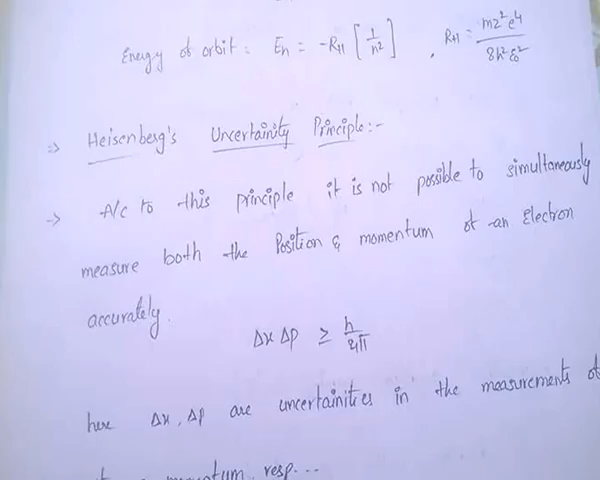 Energy of orbit : En = -RH [1/n²] , RH = mz²e⁴/8h²ε0²
=> Heisenberg's Uncertainity Principle:-
-> A/c to this principle it is not possible to simultaneously
measure both the Position & momentum of an Electron
accurately.
Δx Δp ≥ h/4π
here Δx, Δp are uncertainities in the measurements of
momentum resp...